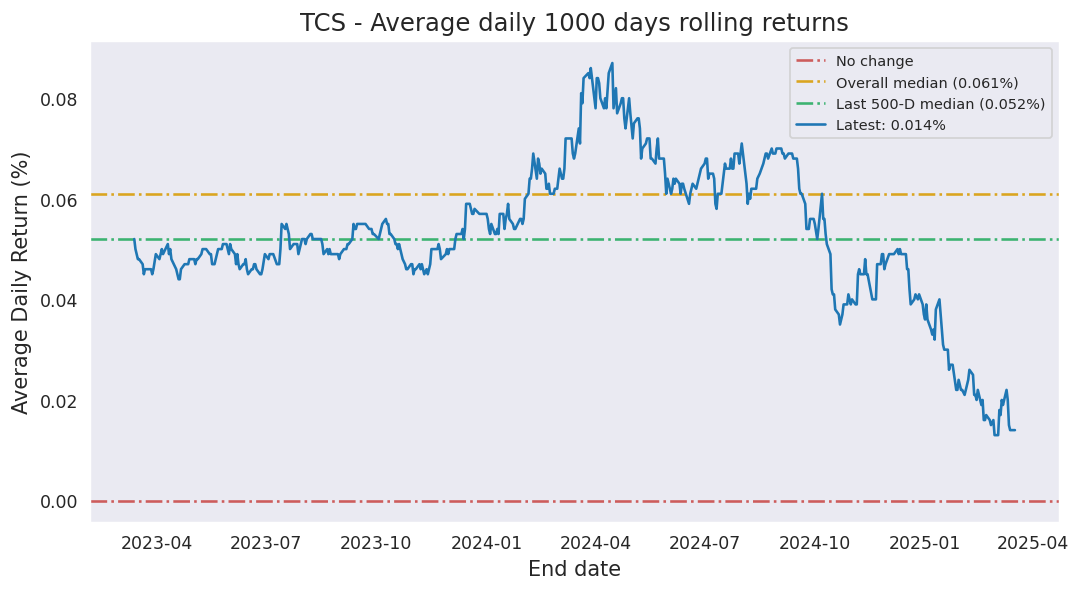 TCS - Average daily 1000 days rolling returns
No change
Overall median (0.061%)
Last 500-D median (0.052%)
Latest: 0.014%
Average Daily Return (%)
0.08
0.06
0.04
0.02
0.00
2023-04 2023-07 2023-10 2024-01 2024-04 2024-07 2024-10 2025-01 2025-04
End date